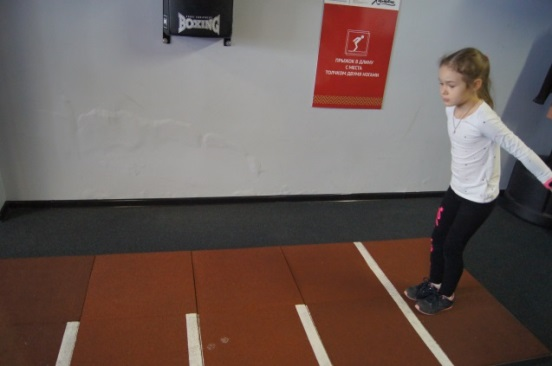 BOXING
ПРЫЖОК В ДЛИНУ
С МЕСТА
ТОЛЧКОМ ДВУМЯ НОГАМИ